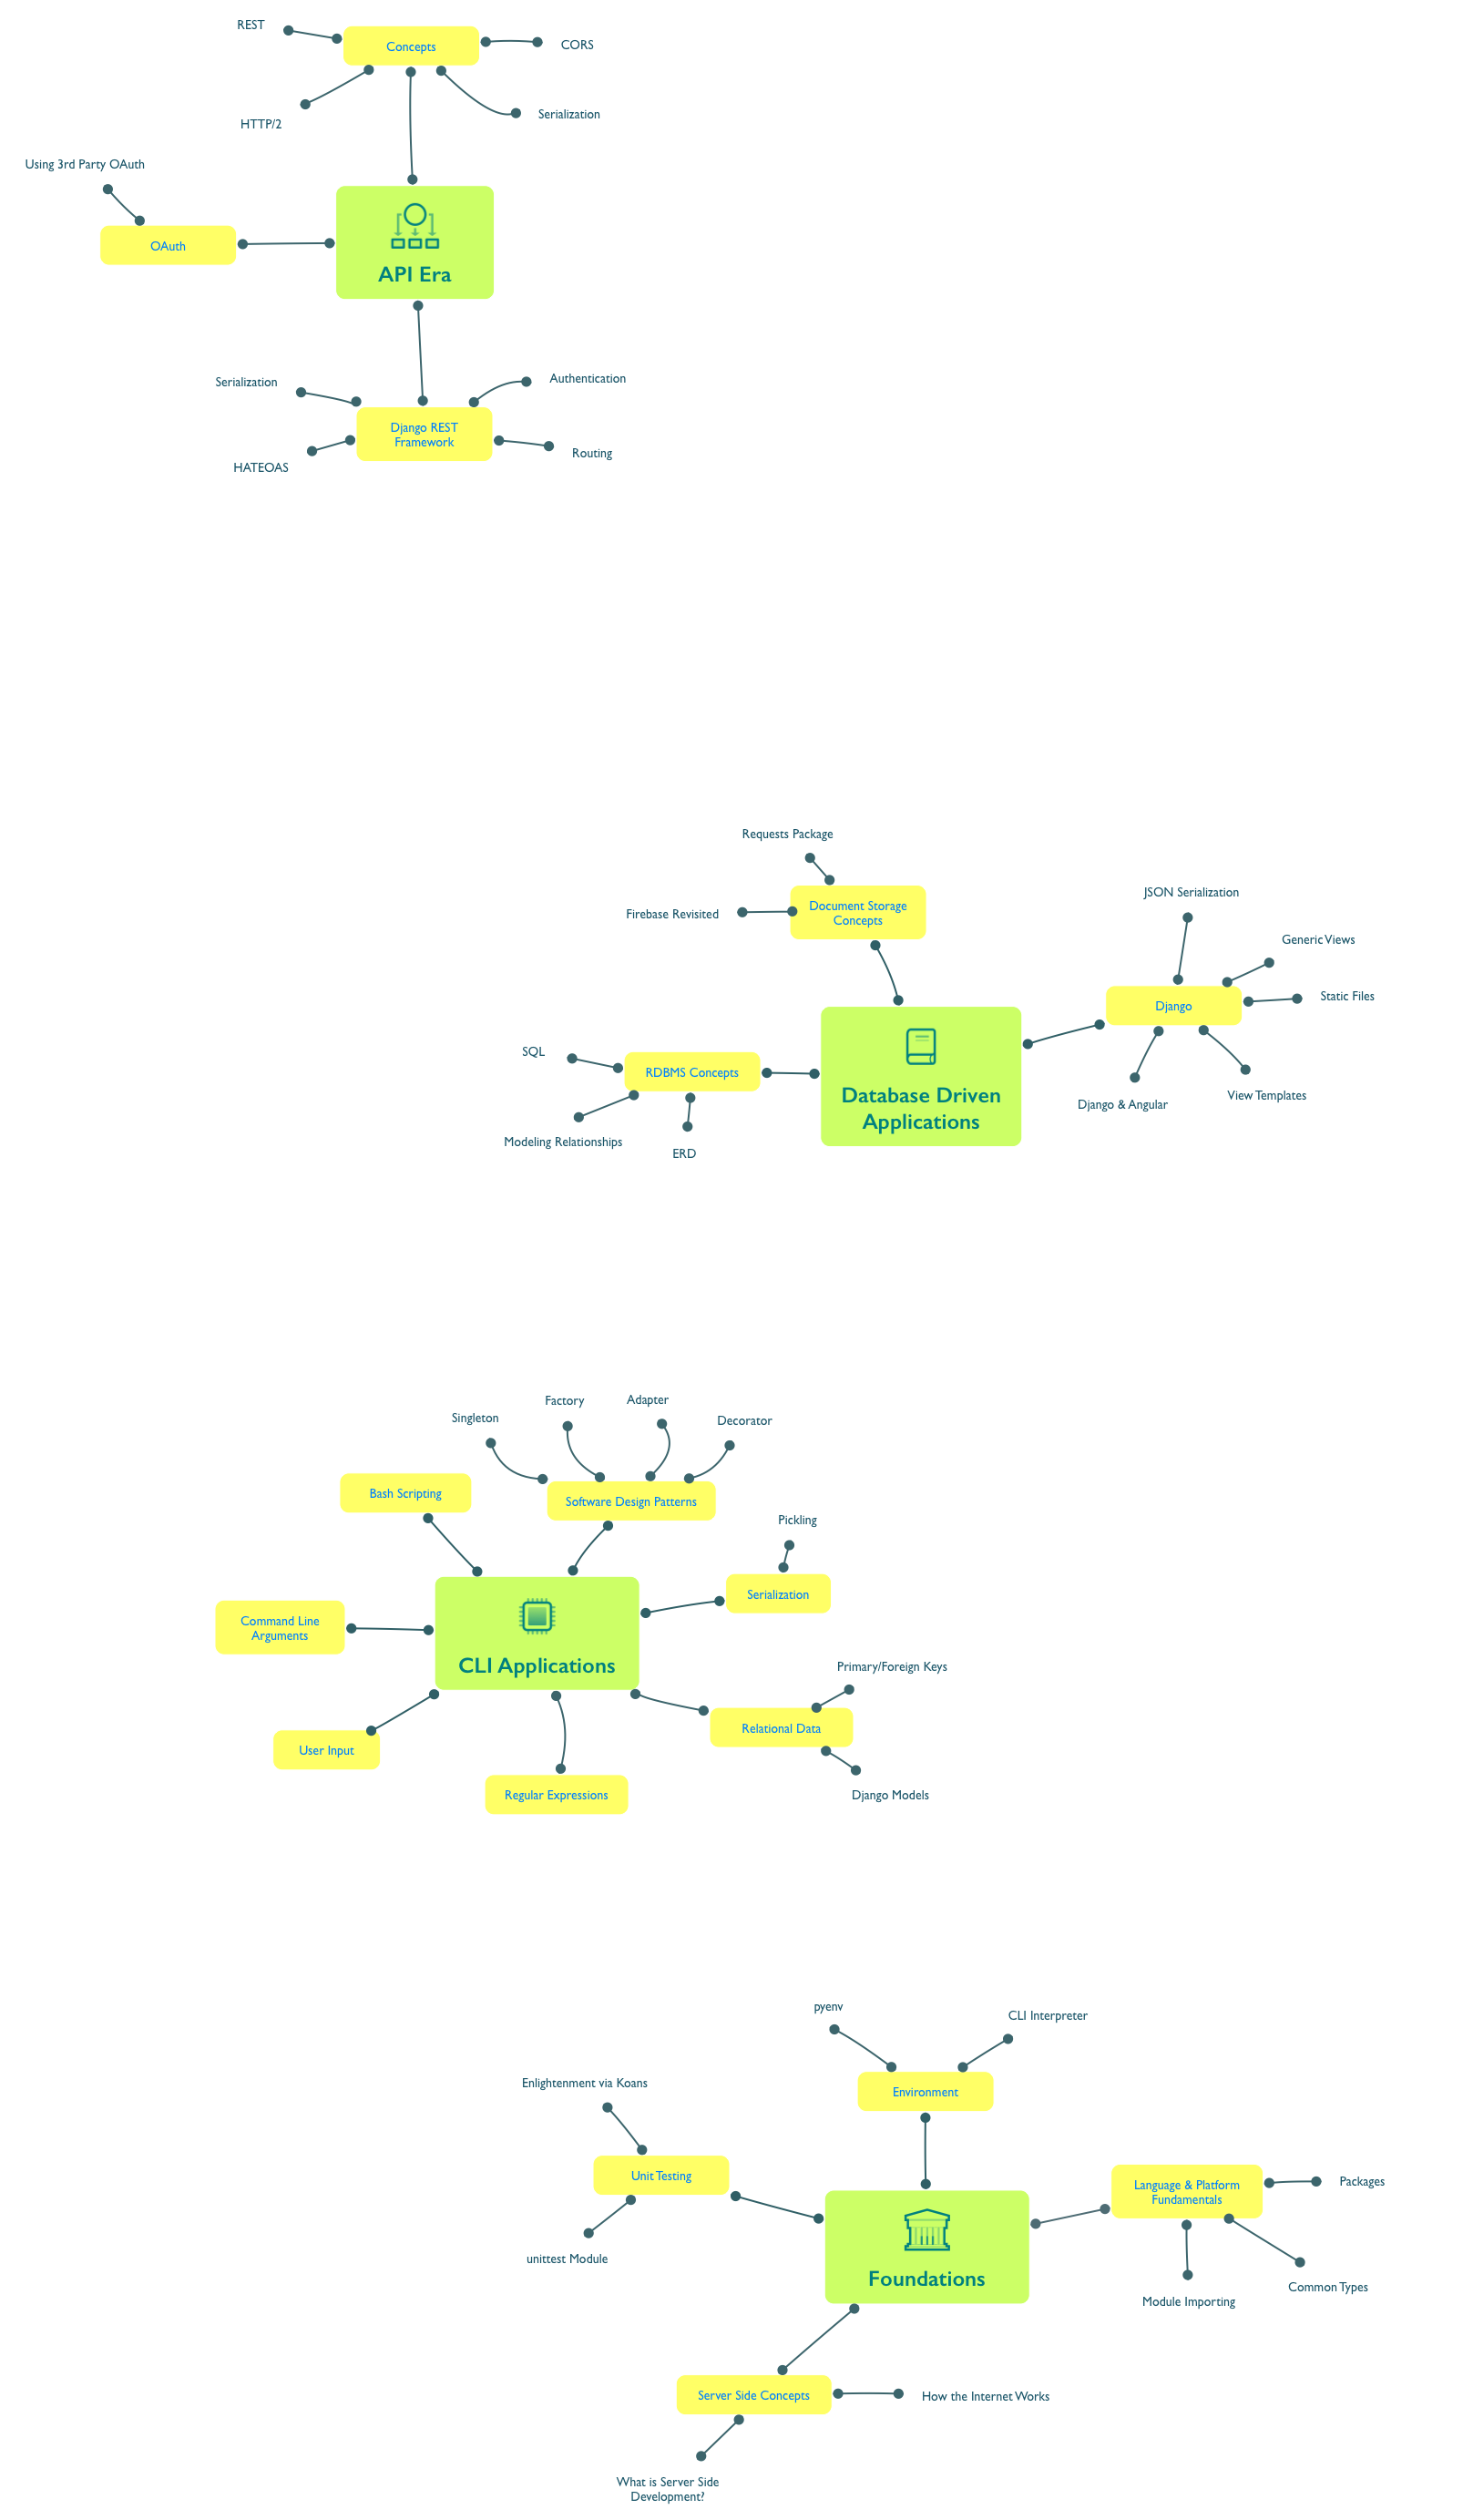 REST
Concepts
CORS
HTTP/2
Serialization
Using 3rd Party OAuth
OAuth
API Era
Serialization
Authentication
Django REST
Framework
HATEOAS
Routing
Requests Package
Document Storage
Concepts
Firebase Revisited
JSON Serialization
Generic Views
Static Files
Django
SQL
RDBMS Concepts
Database Driven
Applications
Django & Angular
View Templates
Modeling Relationships
ERD
Singleton
Factory
Adapter
Decorator
Bash Scripting
Software Design Patterns
Pickling
Serialization
Command Line
Arguments
CLI Applications
Primary/Foreign Keys
Relational Data
User Input
Regular Expressions
Django Models
pyenv
CLI Interpreter
Environment
Enlightenment via Koans
Unit Testing
unittest Module
Language & Platform
Fundamentals
Packages
Foundations
Module Importing
Common Types
Server Side Concepts
How the Internet Works
What is Server Side
Development?